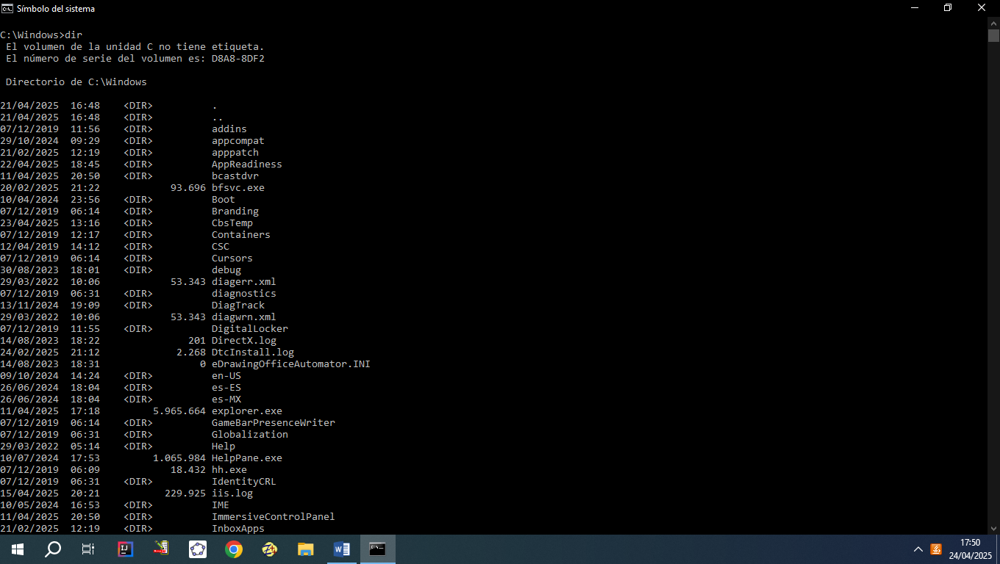 Símbolo del sistema
C:\Windows>dir
 El volumen de la unidad C no tiene etiqueta.
 El número de serie del volumen es: D8A8-8DF2
 Directorio de C:\Windows
21/04/2025  16:48    <DIR>          .
21/04/2025  16:48    <DIR>          ..
07/12/2019  11:56    <DIR>          addins
29/10/2024  09:29    <DIR>          appcompat
21/02/2025  12:19    <DIR>          apppatch
22/04/2025  18:45    <DIR>          AppReadiness
11/04/2025  20:50    <DIR>          bcastdvr
20/02/2025  21:22            93.696 bfsvc.exe
10/04/2024  23:56    <DIR>          Boot
07/12/2019  06:14    <DIR>          Branding
23/04/2025  13:16    <DIR>          CbsTemp
07/12/2019  12:17    <DIR>          Containers
12/04/2019  14:12    <DIR>          CSC
07/12/2019  06:14    <DIR>          Cursors
30/08/2023  18:01    <DIR>          debug
29/03/2022  10:06            53.343 diagerr.xml
07/12/2019  06:31    <DIR>          diagnostics
13/11/2024  19:09    <DIR>          DiagTrack
29/03/2022  10:06            53.343 diagwrn.xml
07/12/2019  11:55    <DIR>          DigitalLocker
14/08/2023  18:22               201 DirectX.log
24/02/2025  21:12             2.268 DtcInstall.log
14/08/2023  18:31                 0 eDrawingOfficeAutomator.INI
09/10/2024  14:24    <DIR>          en-US
26/06/2024  18:04    <DIR>          es-ES
26/06/2024  18:04    <DIR>          es-MX
11/04/2025  17:18         5.965.664 explorer.exe
07/12/2019  06:14    <DIR>          GameBarPresenceWriter
07/12/2019  06:31    <DIR>          Globalization
29/03/2022  05:14    <DIR>          Help
10/07/2024  17:53         1.065.984 HelpPane.exe
07/12/2019  06:09            18.432 hh.exe
07/12/2019  06:31    <DIR>          IdentityCRL
15/04/2025  20:21           229.925 iis.log
10/05/2024  16:53    <DIR>          IME
11/04/2025  20:50    <DIR>          ImmersiveControlPanel
21/02/2025  12:19    <DIR>          InboxApps
17:50
24/04/2025